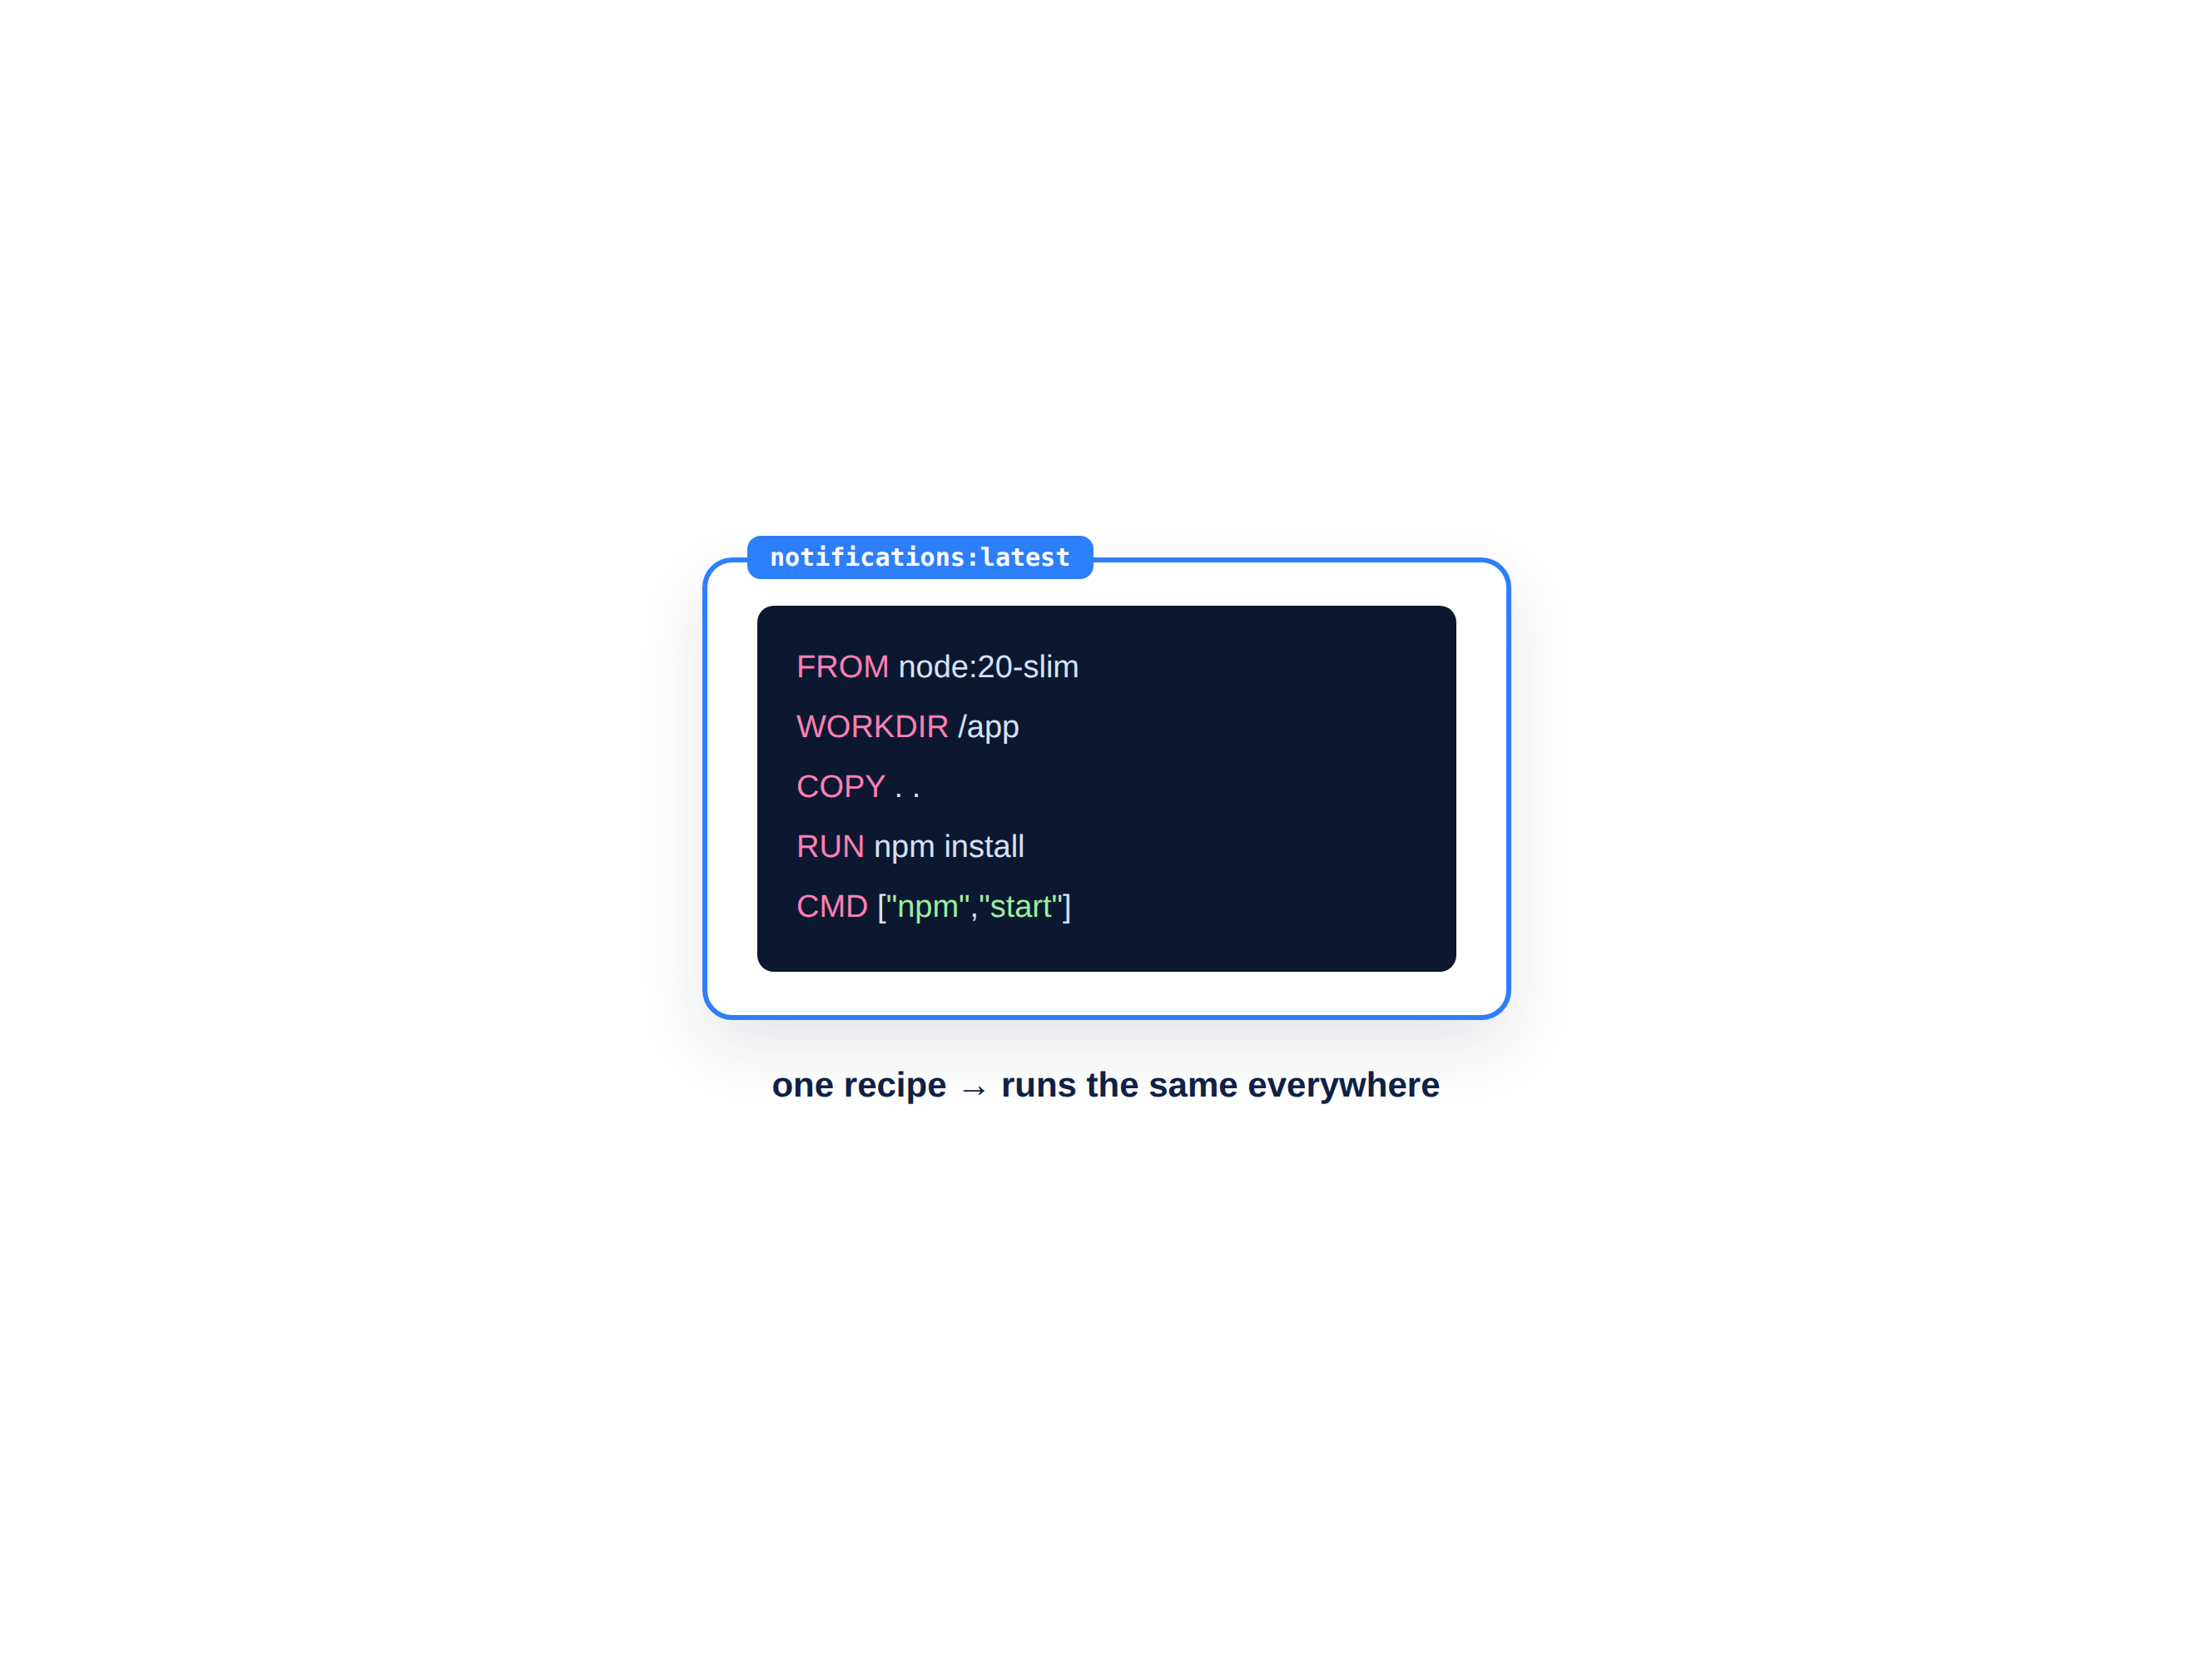 notifications:latest
FROM node:20-slim
WORKDIR /app
COPY . .
RUN npm install
CMD ["npm","start"]
one recipe → runs the same everywhere